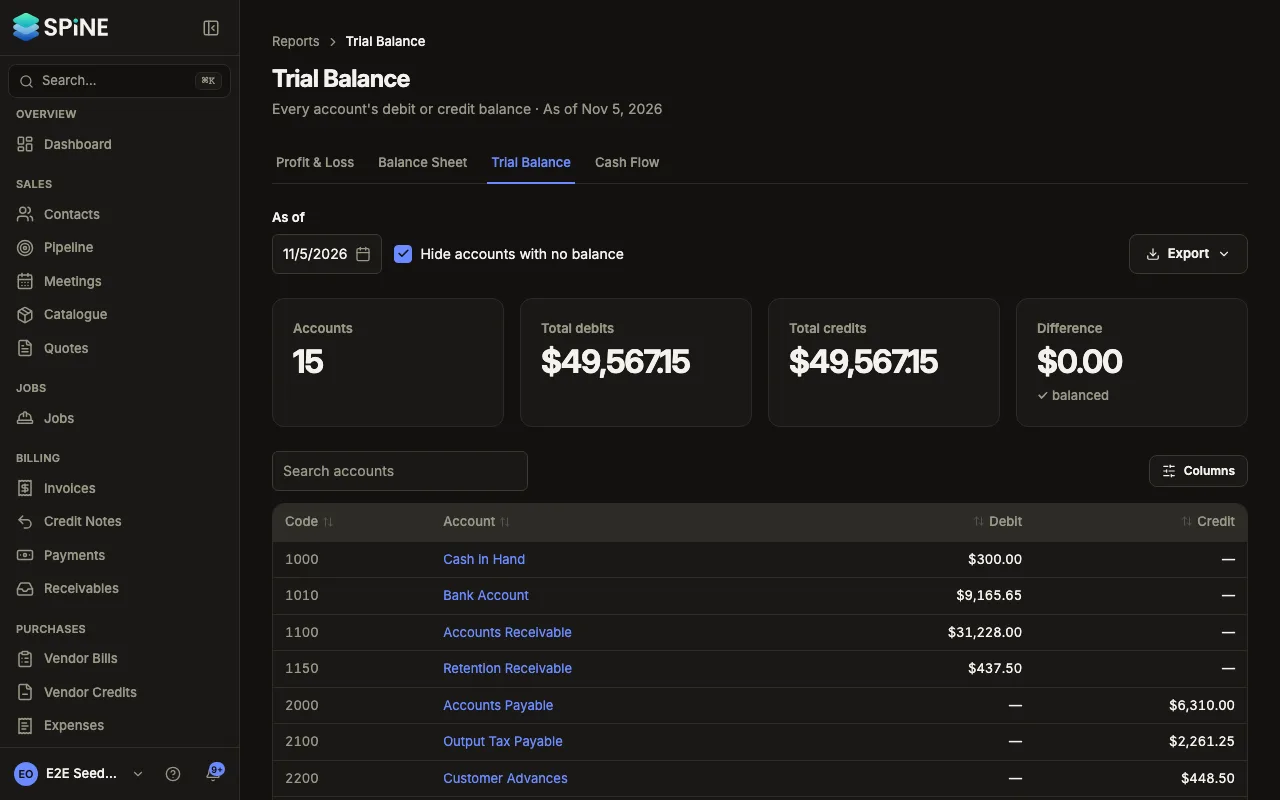 SPiNE
Search... ⌘K
OVERVIEW
Dashboard
SALES
Contacts
Pipeline
Meetings
Catalogue
Quotes
JOBS
Jobs
BILLING
Invoices
Credit Notes
Payments
Receivables
PURCHASES
Vendor Bills
Vendor Credits
Expenses
EO E2E Seed... 9+
Reports > Trial Balance
Trial Balance
Every account's debit or credit balance · As of Nov 5, 2026
Profit & Loss Balance Sheet Trial Balance Cash Flow
As of
11/5/2026 Hide accounts with no balance Export
Accounts
15
Total debits
$49,567.15
Total credits
$49,567.15
Difference
$0.00
✓ balanced
Search accounts Columns
Code Account Debit Credit
1000 Cash in Hand $300.00 —
1010 Bank Account $9,165.65 —
1100 Accounts Receivable $31,228.00 —
1150 Retention Receivable $437.50 —
2000 Accounts Payable — $6,310.00
2100 Output Tax Payable — $2,261.25
2200 Customer Advances — $448.50